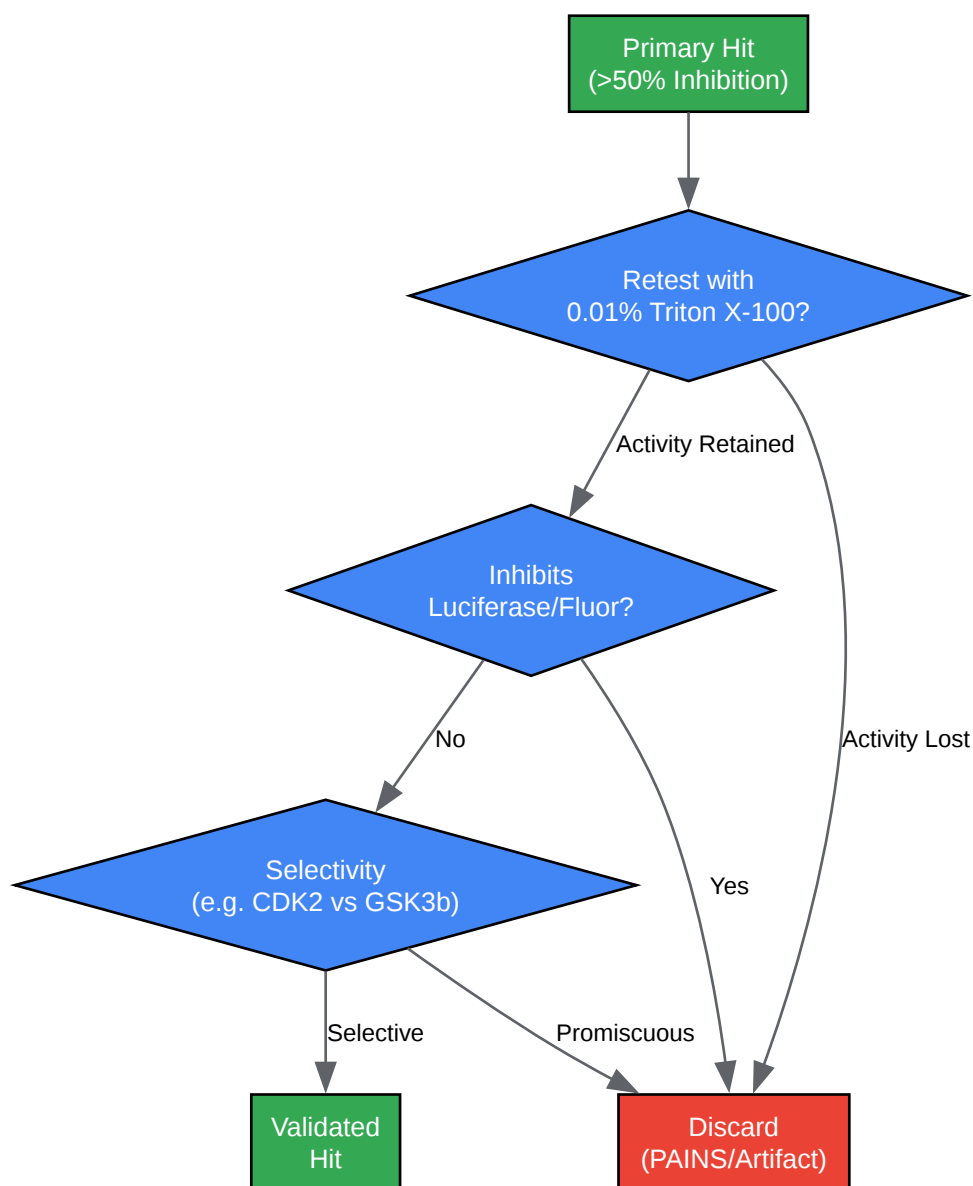 Primary Hit
(>50% Inhibition)
Retest with
0.01% Triton X-100?
Activity Retained
Inhibits
Luciferase/Fluor?
No
Activity Lost
Selectivity
(e.g. CDK2 vs GSK3b)
Yes
Selective
Promiscuous
Validated
Hit
Discard
(PAINS/Artifact)